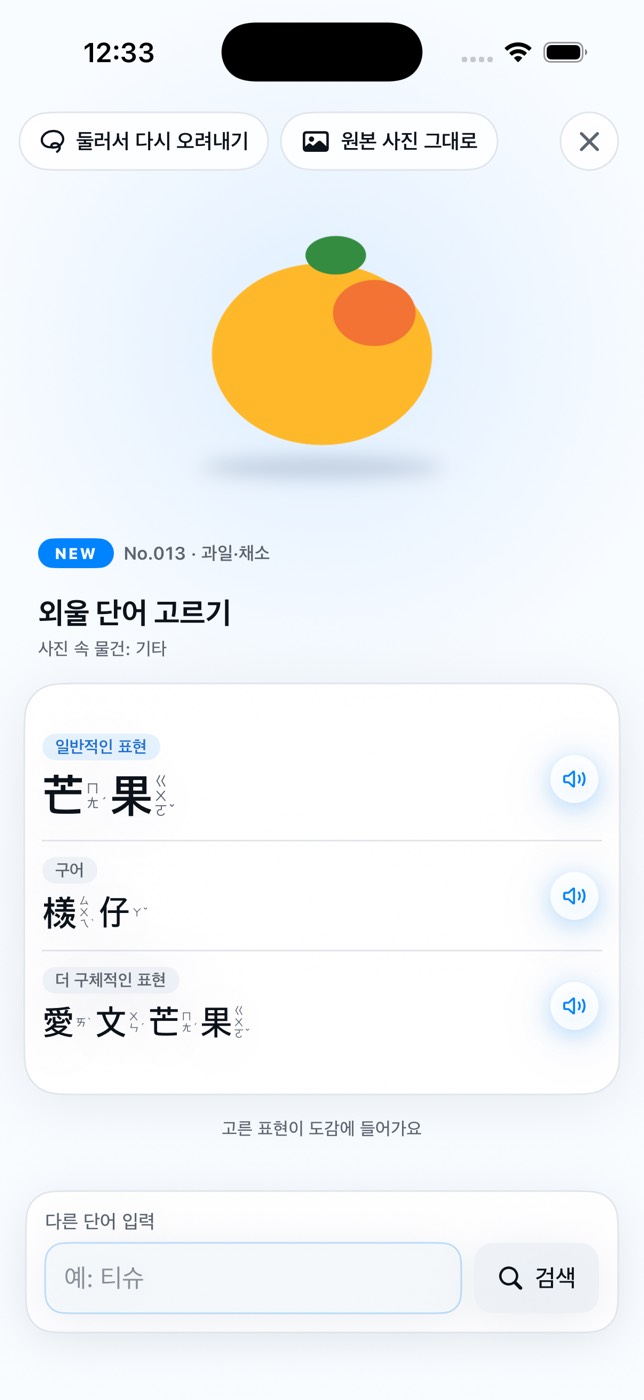 12:33
둘러서 다시 오려내기
원본 사진 그대로
NEW No.013 · 과일·채소
외울 단어 고르기
사진 속 물건: 기타
일반적인 표현
芒ㄇㄤˊ果ㄍㄨㄛˇ
구어
檨ㄙㄨㄟˋ仔ㄚˇ
더 구체적인 표현
愛ㄞˋ文ㄨㄣˊ芒ㄇㄤˊ果ㄍㄨㄛˇ
고른 표현이 도감에 들어가요
다른 단어 입력
예: 티슈
검색